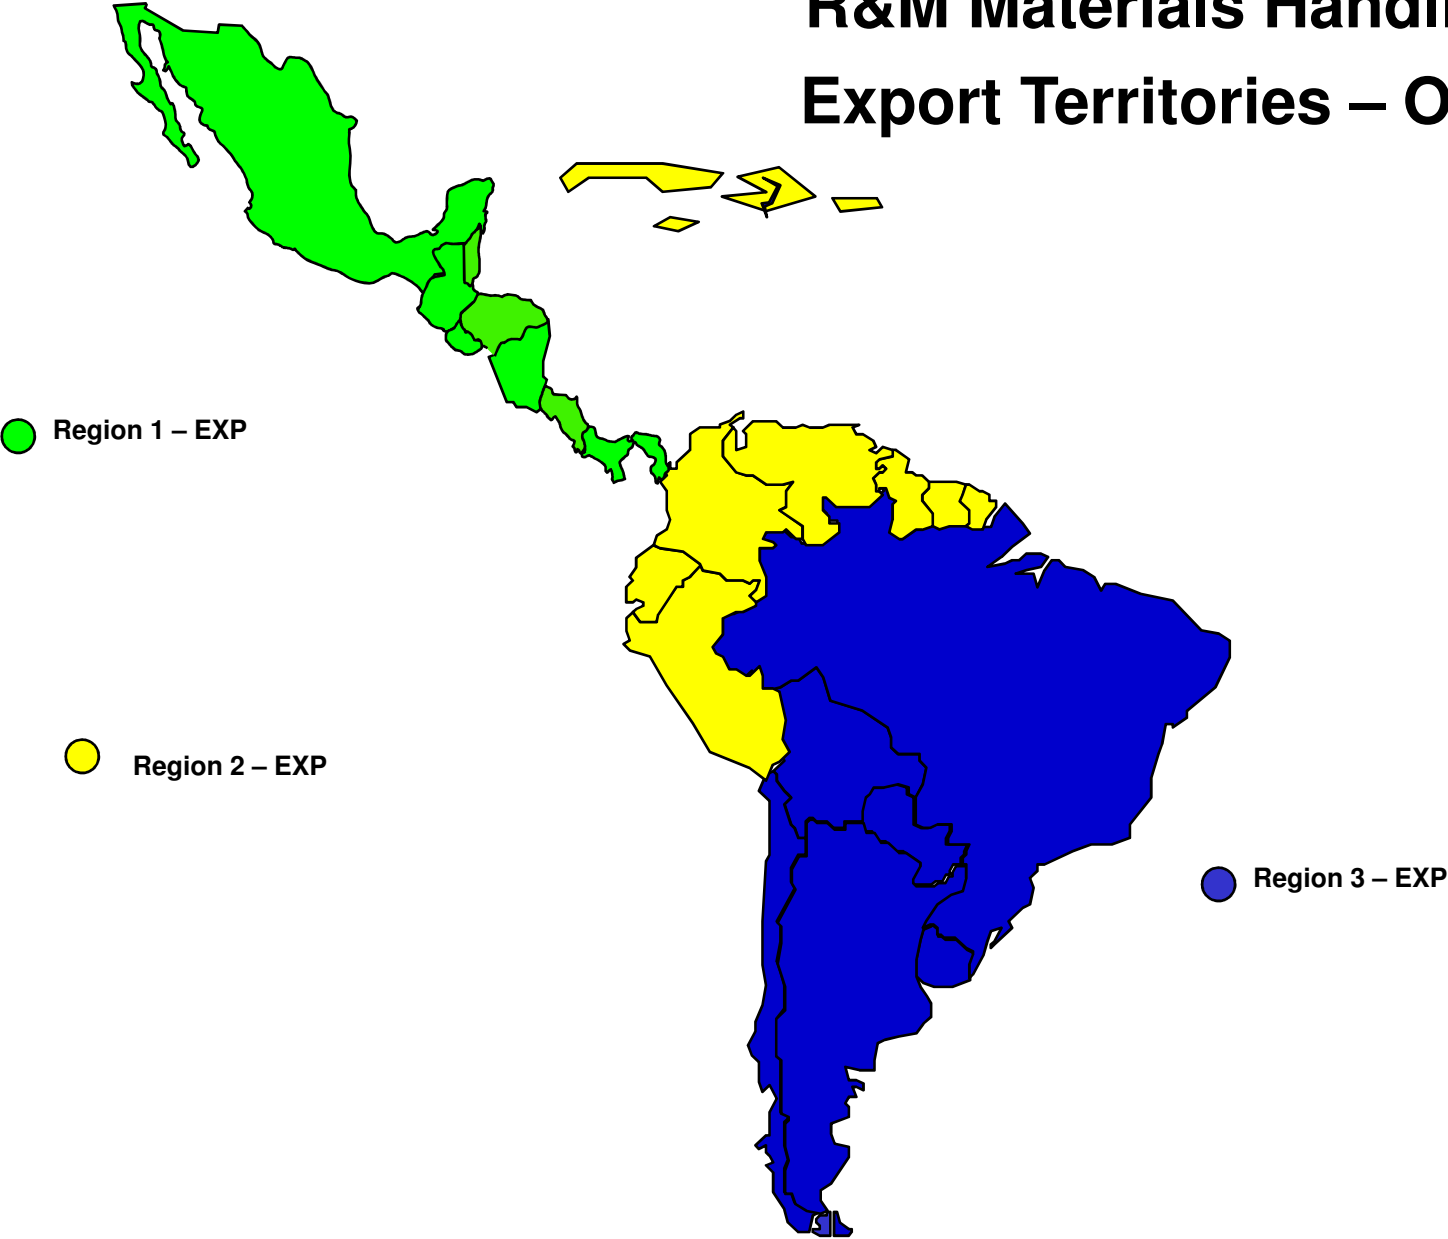 R&M Materials
Export Territories –
Region 1 – EXP
Region 2 – EXP
Region 3 – EXP